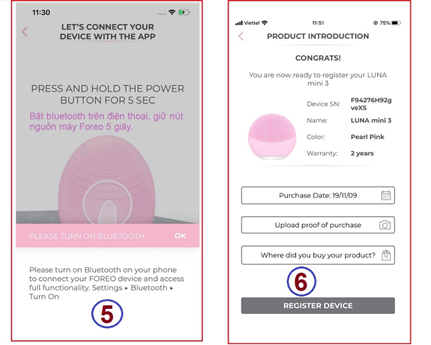 11:30
LET'S CONNECT YOUR
DEVICE WITH THE APP
PRESS AND HOLD THE POWER
BUTTON FOR 5 SEC
Bật bluetooth trên điện thoại, giữ nút
nguồn máy Foreo 5 giây.
PLEASE TURN ON BLUETOOTH OK
Please turn on Bluetooth on your phone
to connect your FOREO device and access
full functionality. Settings ▸ Bluetooth ▸
Turn On
5
Viettel 11:51 75%
PRODUCT INTRODUCTION
CONGRATS!
You are now ready to register your LUNA
mini 3
Device SN: F94276H92g
veXS
Name: LUNA mini 3
Color: Pearl Pink
Warranty: 2 years
Purchase Date: 19/11/09
Upload proof of purchase
Where did you buy your product?
6
REGISTER DEVICE